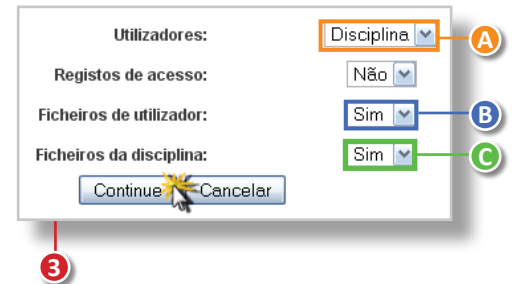 Utilizadores: Disciplina A
Registos de acesso: Não
Ficheiros de utilizador: Sim B
Ficheiros da disciplina: Sim C
Continue Cancelar
3